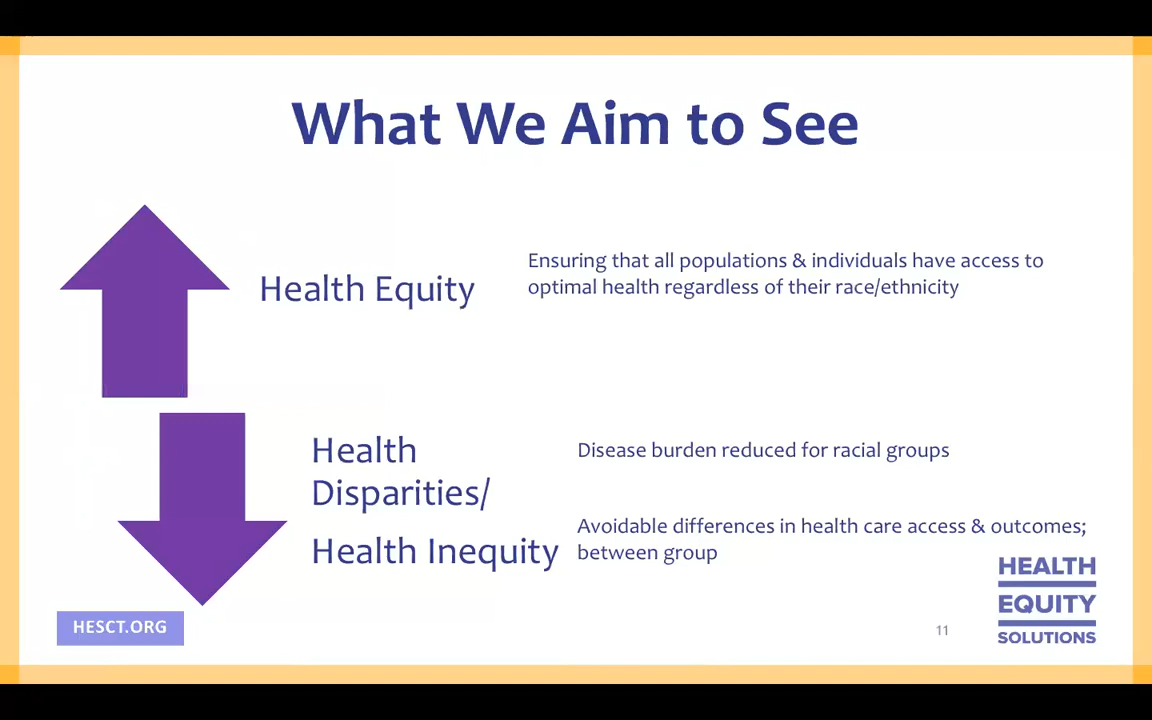 What We Aim to See
Health Equity
Ensuring that all populations & individuals have access to
optimal health regardless of their race/ethnicity
Health
Disparities/
Disease burden reduced for racial groups
Health Inequity
Avoidable differences in health care access & outcomes;
between group
HESCT.ORG
11
HEALTH
EQUITY
SOLUTIONS